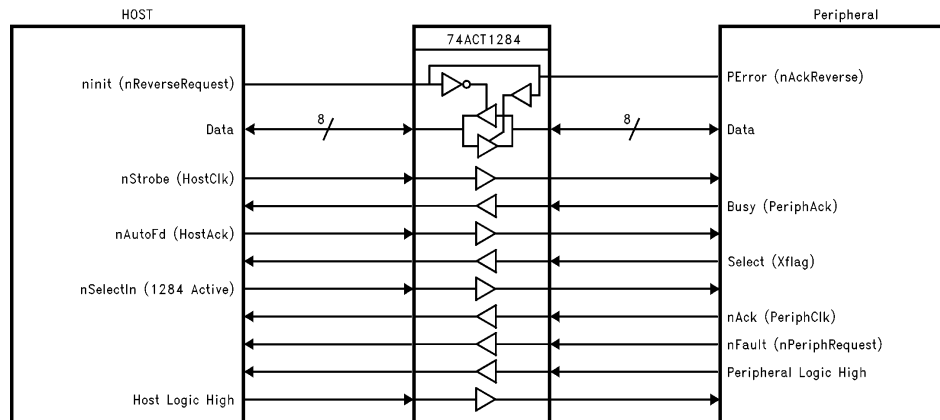 HOST
Peripheral
74ACT1284
ninit (nReverseRequest)
PError (nAckReverse)
Data
8
8
Data
nStrobe (HostClk)
Busy (PeriphAck)
nAutoFd (HostAck)
Select (Xflag)
nSelectIn (1284 Active)
nAck (PeriphClk)
nFault (nPeriphRequest)
Peripheral Logic High
Host Logic High